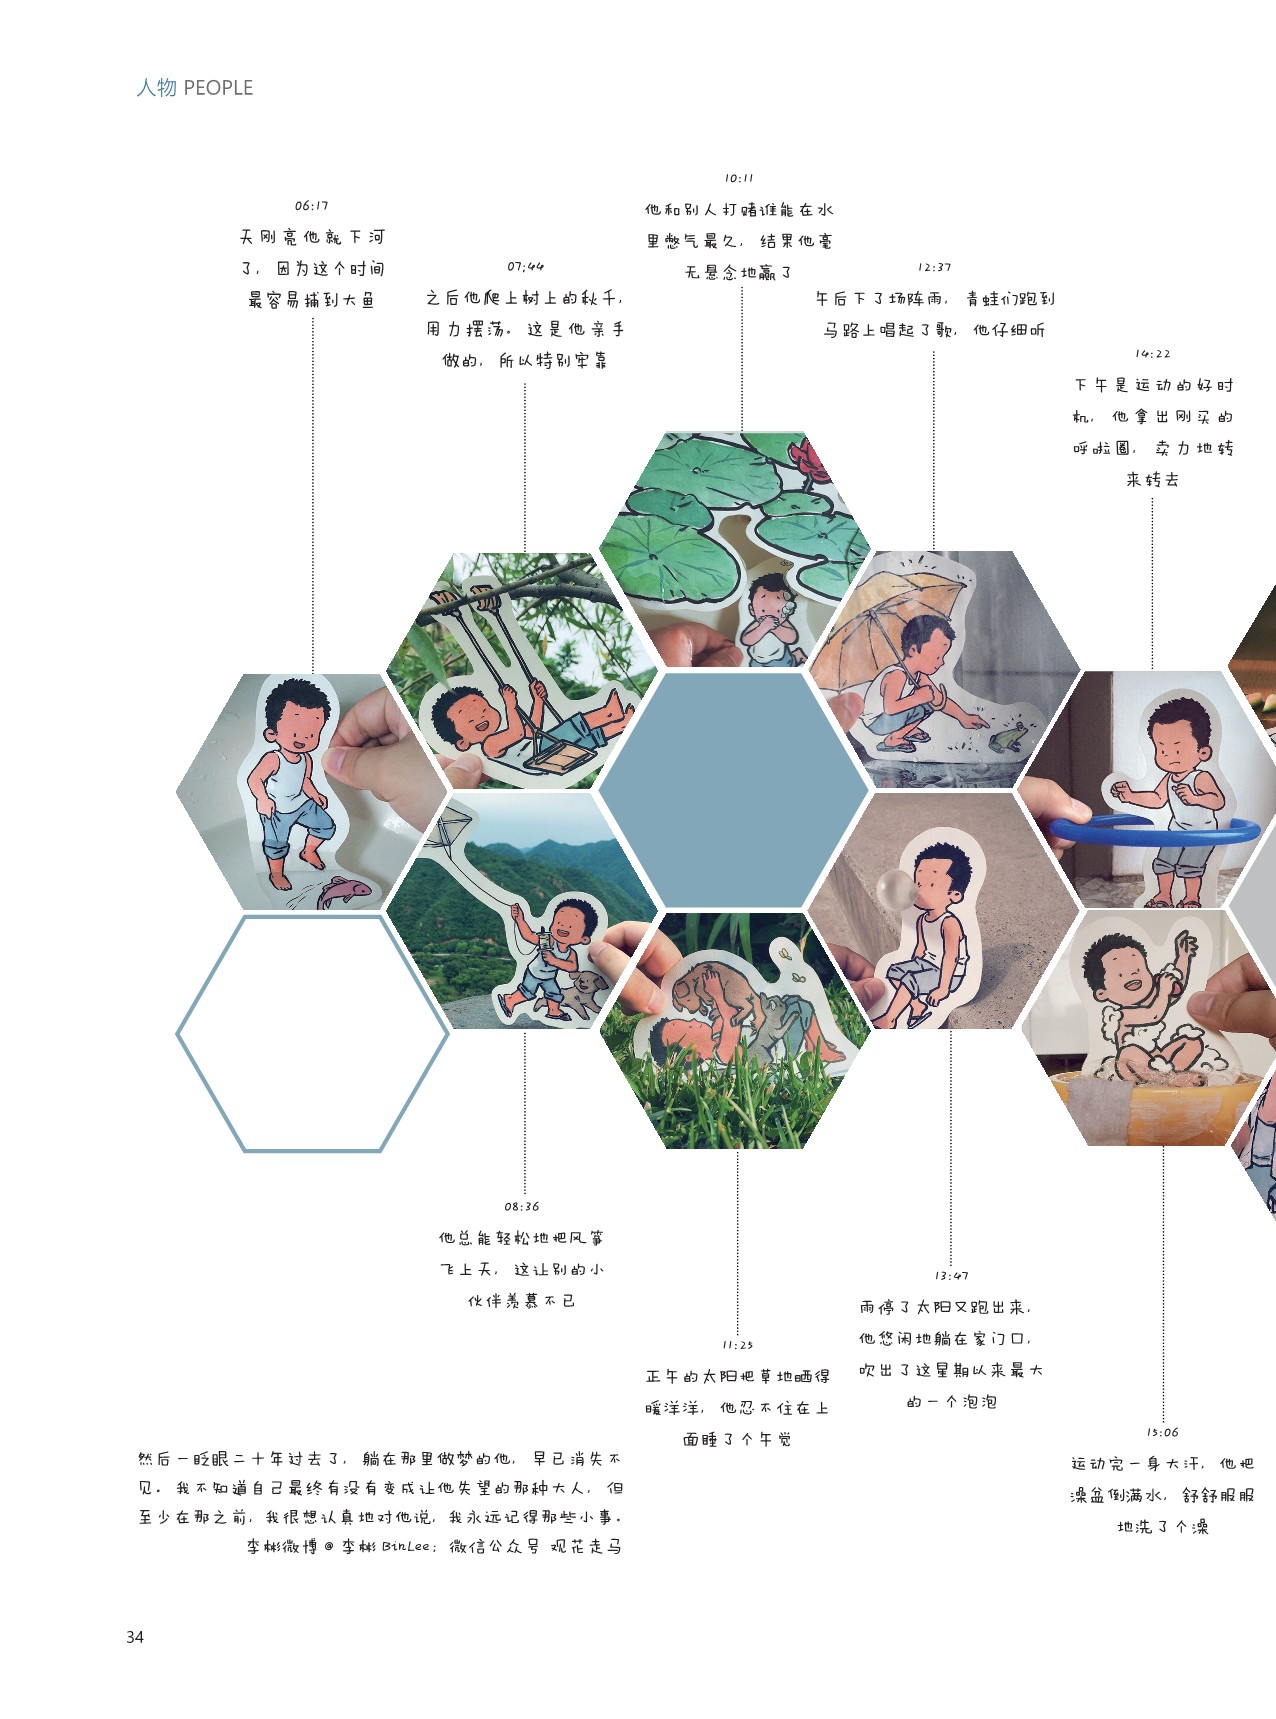 人物 PEOPLE
06:17
天刚亮他就下河
了，因为这个时间
最容易捕到大鱼
07;44
之后他爬上树上的秋千，
用力摆荡。这是他亲手
做的，所以特别牢靠
10:11
他和别人打赌谁能在水
里憋气最久，结果他毫
无悬念地赢了
12:37
午后下了场阵雨，青蛙们跑到
马路上唱起了歌，他仔细听
14:22
下午是运动的好时
机，他拿出刚买的
呼啦圈，卖力地转
来转去
08:36
他总能轻松地把风筝
飞上天，这让别的小
伙伴羡慕不已
11:25
正午的太阳把草地晒得
暖洋洋，他忍不住在上
面睡了个午觉
13:47
雨停了太阳又跑出来，
他悠闲地躺在家门口，
吹出了这星期以来最大
的一个泡泡
15:06
运动完一身大汗，他把
澡盆倒满水，舒舒服服
地洗了个澡
然后一眨眼二十年过去了，躺在那里做梦的他，早已消失不
见。我不知道自己最终有没有变成让他失望的那种大人，但
至少在那之前，我很想认真地对他说，我永远记得那些小事。
李彬微博@李彬BinLee；微信公众号 观花走马
34